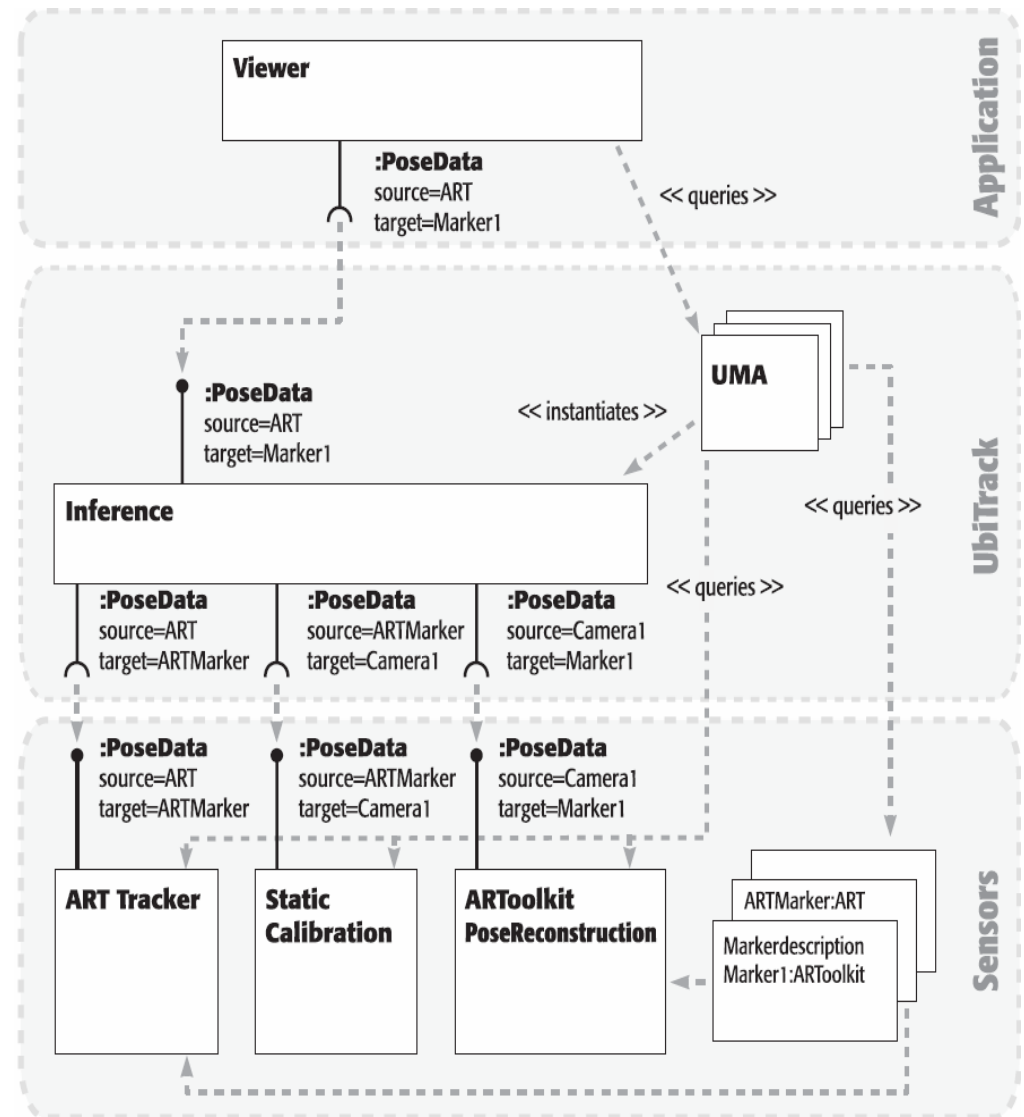 Application
Viewer
:PoseData
source=ART
target=Marker1
<< queries >>
UbiTrack
UMA
:PoseData
source=ART
target=Marker1
<< instantiates >>
Inference
<< queries >>
<< queries >>
:PoseData
source=ART
target=ARTMarker
:PoseData
source=ARTMarker
target=Camera1
:PoseData
source=Camera1
target=Marker1
Sensors
:PoseData
source=ART
target=ARTMarker
:PoseData
source=ARTMarker
target=Camera1
:PoseData
source=Camera1
target=Marker1
ART Tracker
Static
Calibration
ARToolkit
PoseReconstruction
ARTMarker:ART
Markerdescription
Marker1:ARToolkit